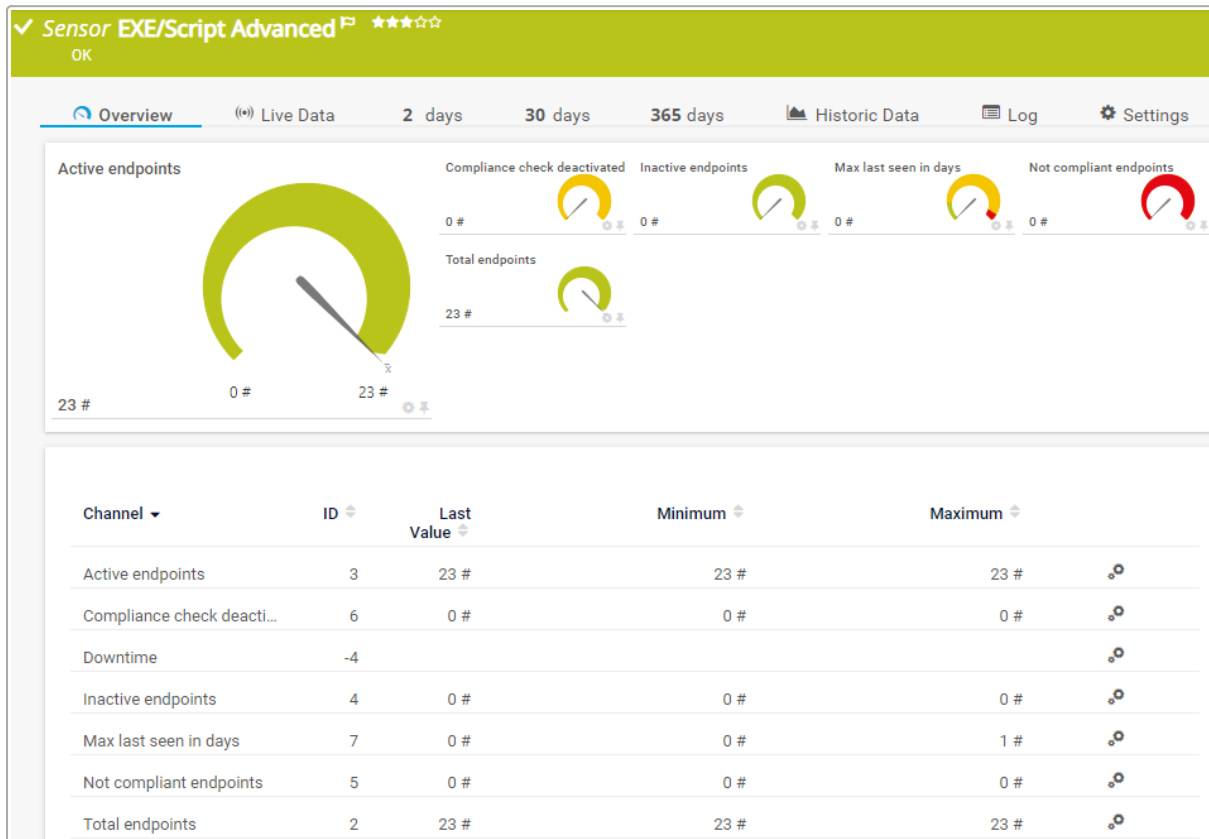 Sensor EXE/Script Advanced
OK
Overview Live Data 2 days 30 days 365 days Historic Data Log Settings
Active endpoints
0 #
23 #
x̄
23 #
Compliance check deactivated
0 #
Inactive endpoints
0 #
Max last seen in days
0 #
Not compliant endpoints
0 #
Total endpoints
23 #
Channel ID Last Value Minimum Maximum
Active endpoints 3 23 # 23 # 23 #
Compliance check deacti... 6 0 # 0 # 0 #
Downtime -4
Inactive endpoints 4 0 # 0 # 0 #
Max last seen in days 7 0 # 0 # 1 #
Not compliant endpoints 5 0 # 0 # 0 #
Total endpoints 2 23 # 23 # 23 #